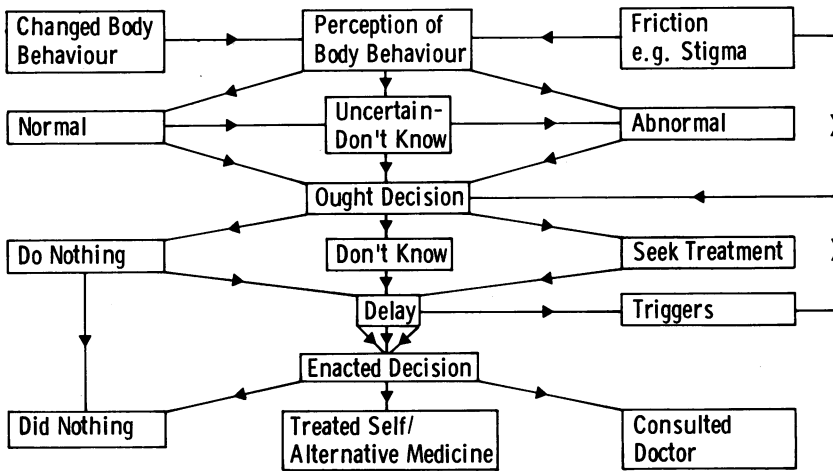 Changed Body
Behaviour
Perception of
Body Behaviour
Friction
e.g. Stigma
Normal
Uncertain-
Don't Know
Abnormal
Ought Decision
Do Nothing
Don't Know
Seek Treatment
Delay
Triggers
Enacted Decision
Did Nothing
Treated Self/
Alternative Medicine
Consulted
Doctor